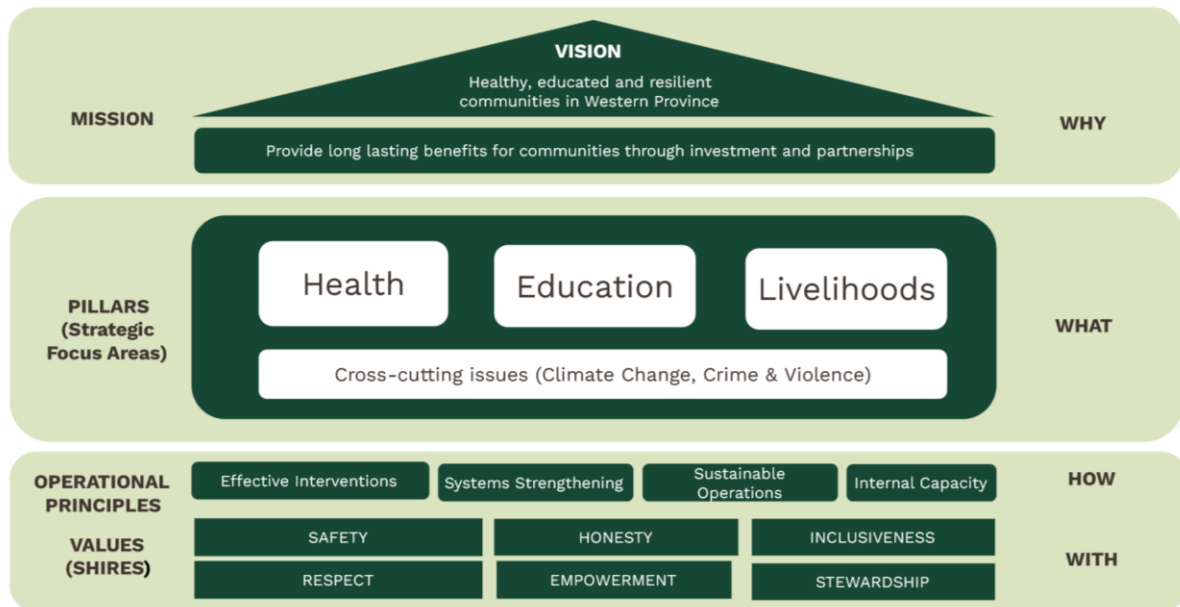 VISION
Healthy, educated and resilient
communities in Western Province
MISSION
WHY
Provide long lasting benefits for communities through investment and partnerships
Health
Education
Livelihoods
PILLARS
(Strategic
Focus Areas)
WHAT
Cross-cutting issues (Climate Change, Crime & Violence)
OPERATIONAL
PRINCIPLES
Effective Interventions
Systems Strengthening
Sustainable
Operations
Internal Capacity
HOW
VALUES
(SHIRES)
SAFETY
HONESTY
INCLUSIVENESS
RESPECT
EMPOWERMENT
STEWARDSHIP
WITH